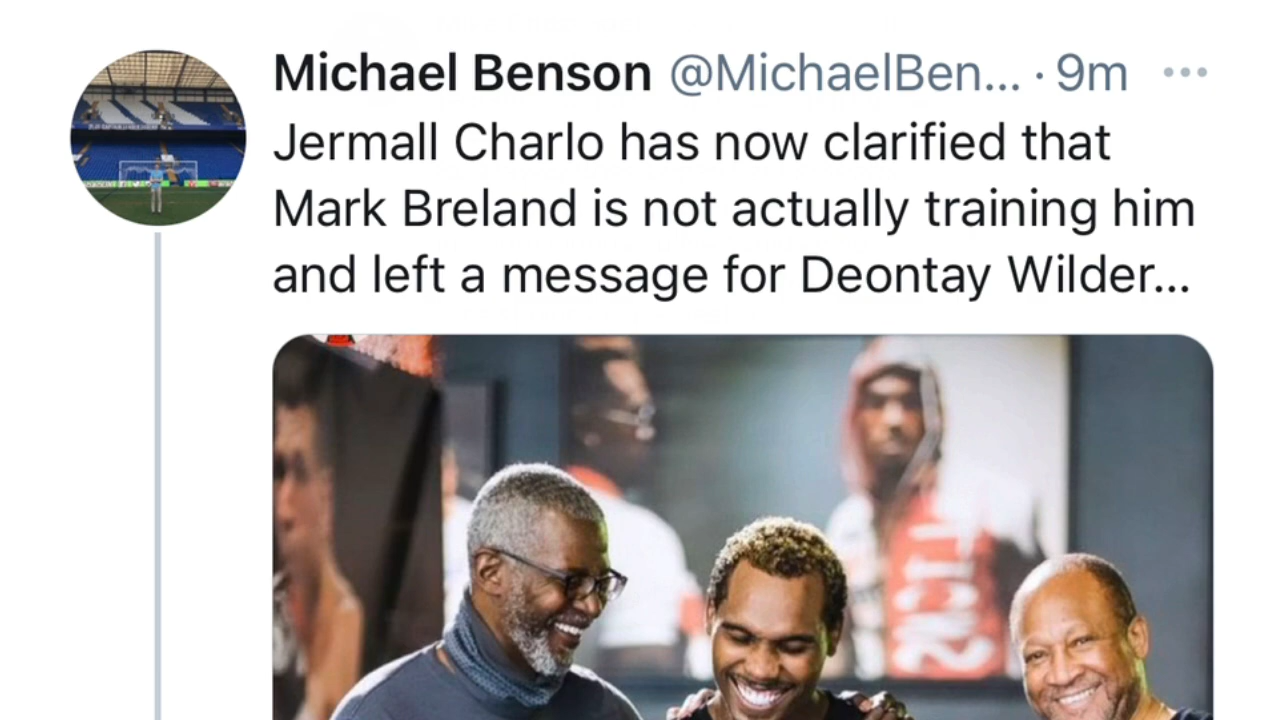 Michael Benson @MichaelBen... · 9m
Jermall Charlo has now clarified that
Mark Breland is not actually training him
and left a message for Deontay Wilder...